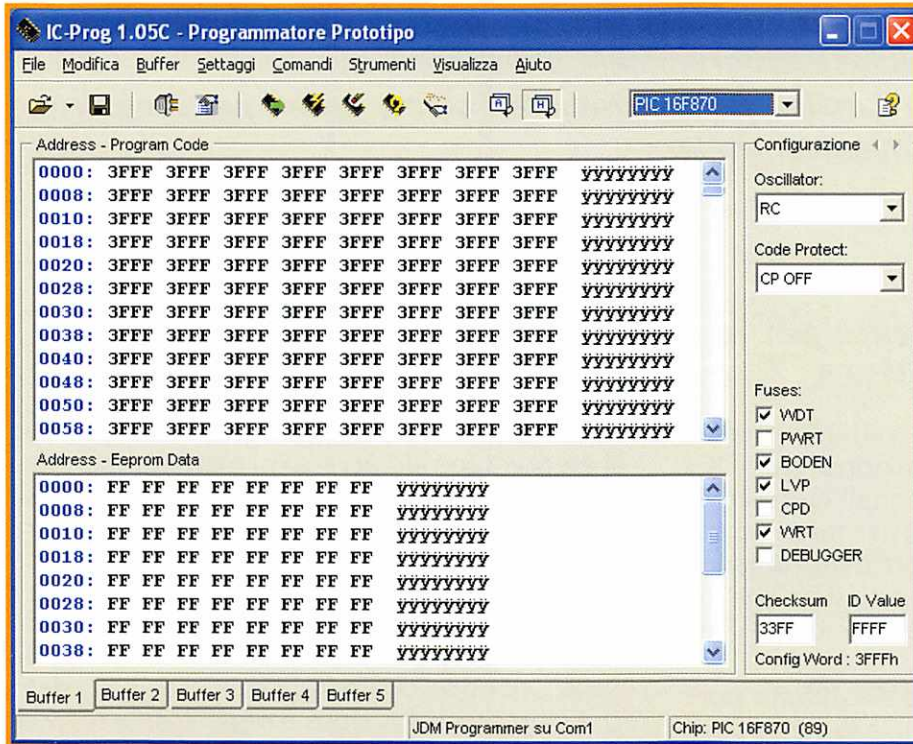 IC-Prog 1.05C - Programmatore Prototipo
File Modifica Buffer Settaggi Comandi Strumenti Visualizza Aiuto
PIC 16F870
Address - Program Code
0000: 3FFF 3FFF 3FFF 3FFF 3FFF 3FFF 3FFF 3FFF ÿÿÿÿÿÿÿÿ
0008: 3FFF 3FFF 3FFF 3FFF 3FFF 3FFF 3FFF 3FFF ÿÿÿÿÿÿÿÿ
0010: 3FFF 3FFF 3FFF 3FFF 3FFF 3FFF 3FFF 3FFF ÿÿÿÿÿÿÿÿ
0018: 3FFF 3FFF 3FFF 3FFF 3FFF 3FFF 3FFF 3FFF ÿÿÿÿÿÿÿÿ
0020: 3FFF 3FFF 3FFF 3FFF 3FFF 3FFF 3FFF 3FFF ÿÿÿÿÿÿÿÿ
0028: 3FFF 3FFF 3FFF 3FFF 3FFF 3FFF 3FFF 3FFF ÿÿÿÿÿÿÿÿ
0030: 3FFF 3FFF 3FFF 3FFF 3FFF 3FFF 3FFF 3FFF ÿÿÿÿÿÿÿÿ
0038: 3FFF 3FFF 3FFF 3FFF 3FFF 3FFF 3FFF 3FFF ÿÿÿÿÿÿÿÿ
0040: 3FFF 3FFF 3FFF 3FFF 3FFF 3FFF 3FFF 3FFF ÿÿÿÿÿÿÿÿ
0048: 3FFF 3FFF 3FFF 3FFF 3FFF 3FFF 3FFF 3FFF ÿÿÿÿÿÿÿÿ
0050: 3FFF 3FFF 3FFF 3FFF 3FFF 3FFF 3FFF 3FFF ÿÿÿÿÿÿÿÿ
0058: 3FFF 3FFF 3FFF 3FFF 3FFF 3FFF 3FFF 3FFF ÿÿÿÿÿÿÿÿ
Address - Eeprom Data
0000: FF FF FF FF FF FF FF FF ÿÿÿÿÿÿÿÿ
0008: FF FF FF FF FF FF FF FF ÿÿÿÿÿÿÿÿ
0010: FF FF FF FF FF FF FF FF ÿÿÿÿÿÿÿÿ
0018: FF FF FF FF FF FF FF FF ÿÿÿÿÿÿÿÿ
0020: FF FF FF FF FF FF FF FF ÿÿÿÿÿÿÿÿ
0028: FF FF FF FF FF FF FF FF ÿÿÿÿÿÿÿÿ
0030: FF FF FF FF FF FF FF FF ÿÿÿÿÿÿÿÿ
0038: FF FF FF FF FF FF FF FF ÿÿÿÿÿÿÿÿ
Configurazione
Oscillator:
RC
Code Protect:
CP OFF
Fuses:
WDT
PWRT
BODEN
LVP
CPD
WRT
DEBUGGER
Checksum ID Value
33FF FFFF
Config Word : 3FFFh
Buffer 1 Buffer 2 Buffer 3 Buffer 4 Buffer 5
JDM Programmer su Com1 Chip: PIC 16F870 (89)